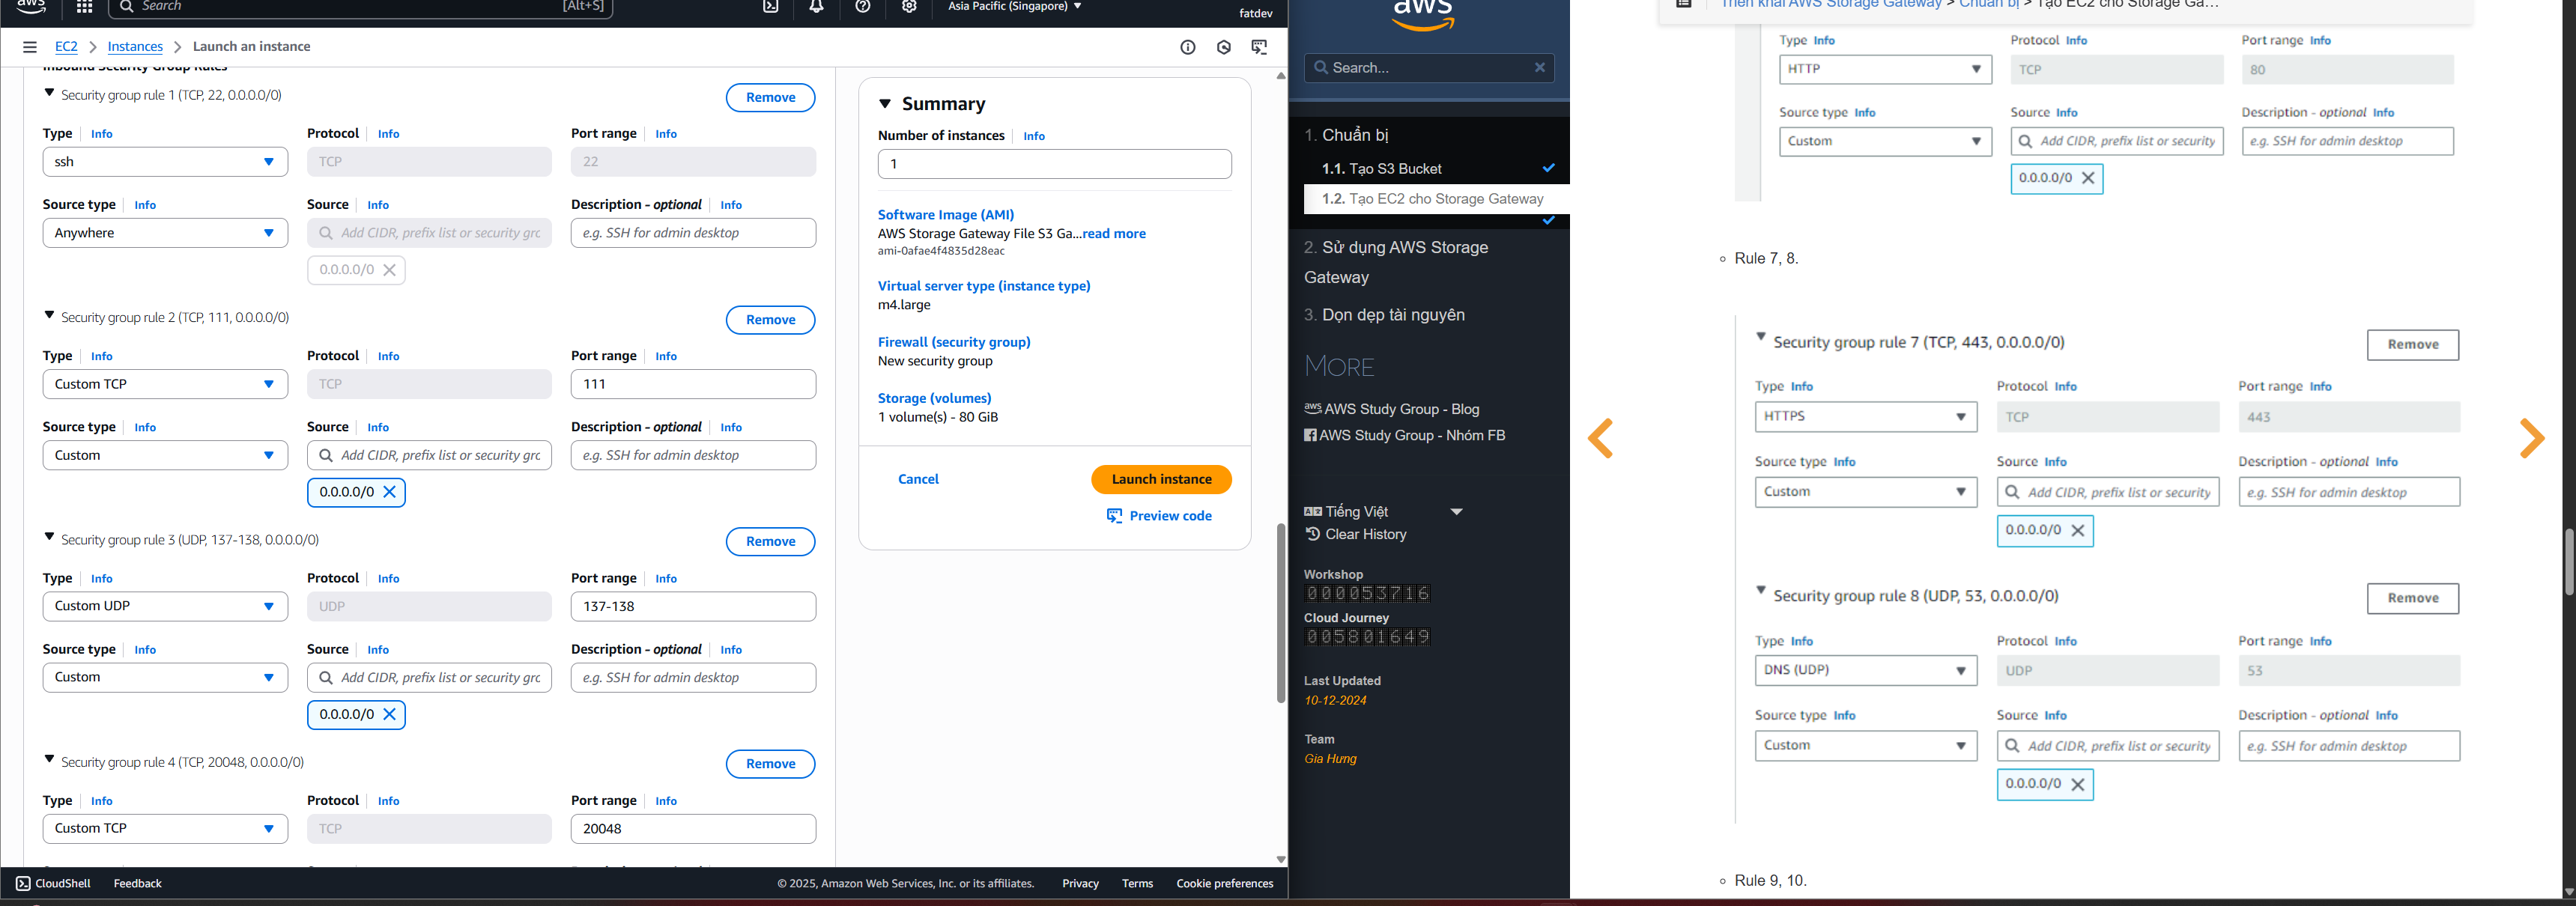 aws
Search
[Alt+S]
Asia Pacific (Singapore)
fatdev
EC2
Instances
Launch an instance
Inbound Security Group Rules
Security group rule 1 (TCP, 22, 0.0.0.0/0)
Remove
Type Info
Protocol Info
Port range Info
ssh
TCP
22
Source type Info
Source Info
Description - optional Info
Anywhere
Add CIDR, prefix list or security grc
e.g. SSH for admin desktop
0.0.0.0/0
Security group rule 2 (TCP, 111, 0.0.0.0/0)
Remove
Type Info
Protocol Info
Port range Info
Custom TCP
TCP
111
Source type Info
Source Info
Description - optional Info
Custom
Add CIDR, prefix list or security grc
e.g. SSH for admin desktop
0.0.0.0/0
Security group rule 3 (UDP, 137-138, 0.0.0.0/0)
Remove
Type Info
Protocol Info
Port range Info
Custom UDP
UDP
137-138
Source type Info
Source Info
Description - optional Info
Custom
Add CIDR, prefix list or security grc
e.g. SSH for admin desktop
0.0.0.0/0
Security group rule 4 (TCP, 20048, 0.0.0.0/0)
Remove
Type Info
Protocol Info
Port range Info
Custom TCP
TCP
20048
Summary
Number of instances Info
1
Software Image (AMI)
AWS Storage Gateway File S3 Ga...read more
ami-0afae4f4835d28eac
Virtual server type (instance type)
m4.large
Firewall (security group)
New security group
Storage (volumes)
1 volume(s) - 80 GiB
Cancel
Launch instance
Preview code
CloudShell
Feedback
© 2025, Amazon Web Services, Inc. or its affiliates.
Privacy
Terms
Cookie preferences
aws
Search...
1. Chuẩn bị
1.1. Tạo S3 Bucket
1.2. Tạo EC2 cho Storage Gateway
2. Sử dụng AWS Storage
Gateway
3. Dọn dẹp tài nguyên
MORE
aws AWS Study Group - Blog
AWS Study Group - Nhóm FB
Tiếng Việt
Clear History
Workshop
000053716
Cloud Journey
005801649
Last Updated
10-12-2024
Team
Gia Hưng
Triển khai AWS Storage Gateway > Chuẩn bị > Tạo EC2 cho Storage Ga...
Type Info
Protocol Info
Port range Info
HTTP
TCP
80
Source type Info
Source Info
Description - optional Info
Custom
Add CIDR, prefix list or security
e.g. SSH for admin desktop
0.0.0.0/0
Rule 7, 8.
Security group rule 7 (TCP, 443, 0.0.0.0/0)
Remove
Type Info
Protocol Info
Port range Info
HTTPS
TCP
443
Source type Info
Source Info
Description - optional Info
Custom
Add CIDR, prefix list or security
e.g. SSH for admin desktop
0.0.0.0/0
Security group rule 8 (UDP, 53, 0.0.0.0/0)
Remove
Type Info
Protocol Info
Port range Info
DNS (UDP)
UDP
53
Source type Info
Source Info
Description - optional Info
Custom
Add CIDR, prefix list or security
e.g. SSH for admin desktop
0.0.0.0/0
Rule 9, 10.